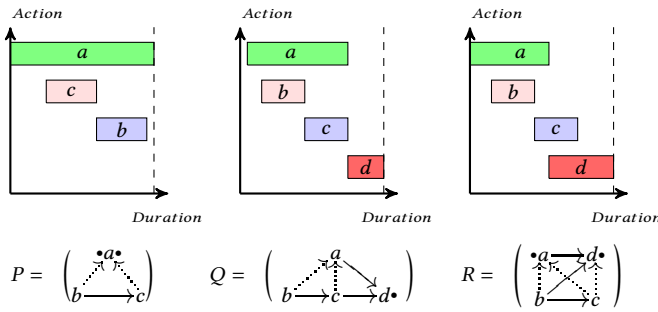 Action Action Action
a a a
c b b
b c c
d d
Duration Duration Duration
P = ( •a• b c ) Q = ( a b c d• ) R = ( •a d• b c )